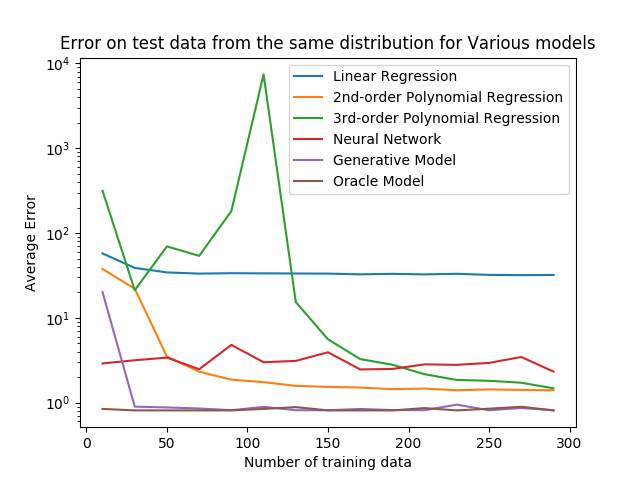 Error on test data from the same distribution for Various models
Average Error
10^4
10^3
10^2
10^1
10^0
Linear Regression
2nd-order Polynomial Regression
3rd-order Polynomial Regression
Neural Network
Generative Model
Oracle Model
0 50 100 150 200 250 300
Number of training data